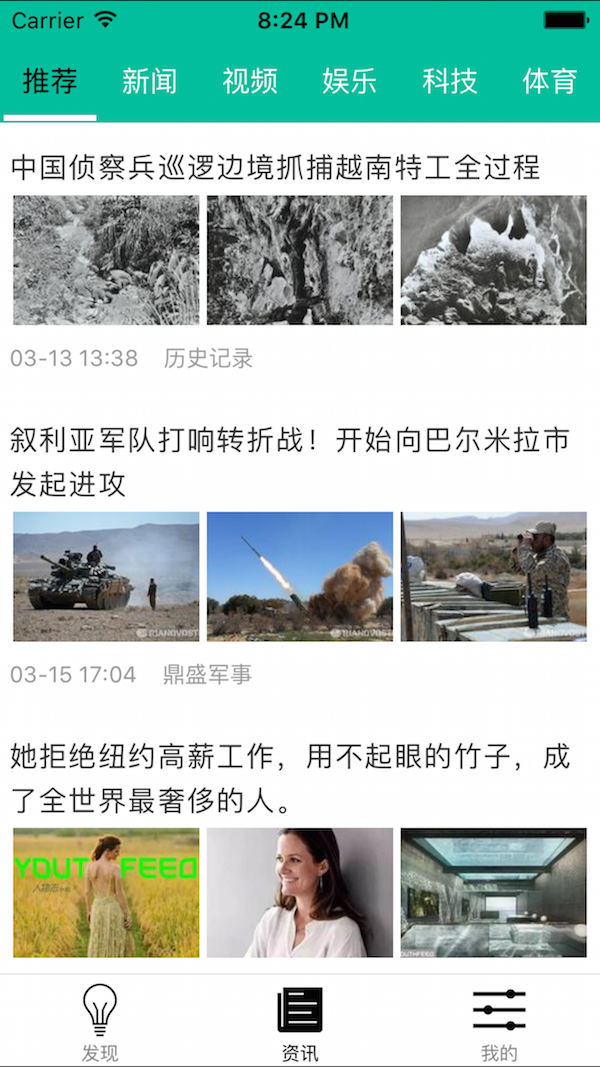 Carrier 8:24 PM
推荐 新闻 视频 娱乐 科技 体育
中国侦察兵巡逻边境抓捕越南特工全过程
03-13 13:38 历史记录
叙利亚军队打响转折战！开始向巴尔米拉市
发起进攻
RIANOVOSTI RIANOVOST RIANOVOST
03-15 17:04 鼎盛军事
她拒绝纽约高薪工作，用不起眼的竹子，成
了全世界最奢侈的人。
YOUTHFEED
OUTHFEED
发现 资讯 我的